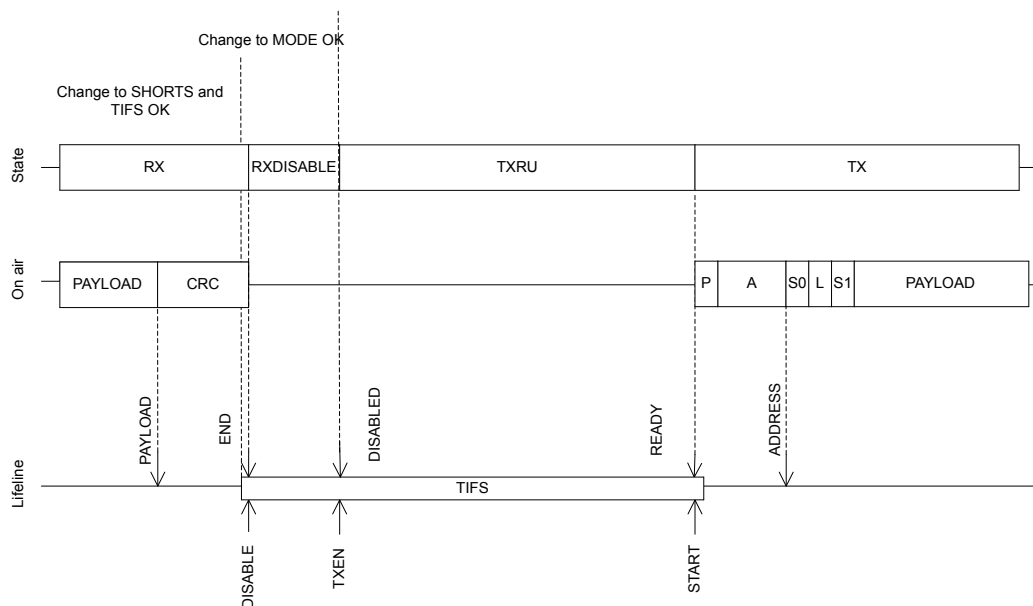 Change to MODE OK
Change to SHORTS and
TIFS OK
State
RX
RXDISABLE
TXRU
TX
On air
PAYLOAD
CRC
P
A
S0
L
S1
PAYLOAD
Lifeline
PAYLOAD
END
DISABLED
READY
ADDRESS
TIFS
DISABLE
TXEN
START